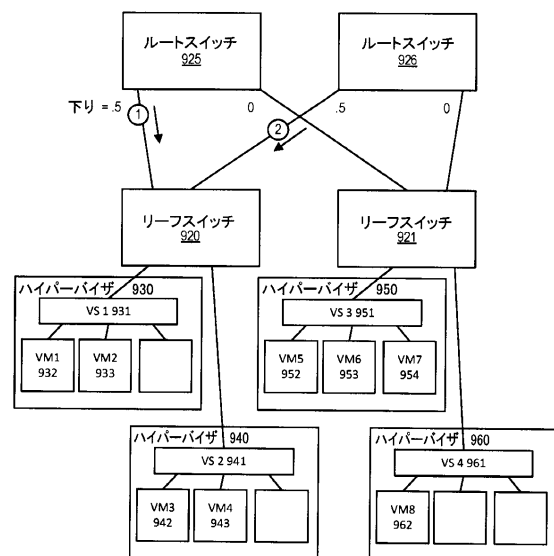 ルートスイッチ
925
ルートスイッチ
926
下り = .5
1
0
2
.5
0
リーフスイッチ
920
リーフスイッチ
921
ハイパーバイザ 930
VS 1 931
VM1
932
VM2
933
ハイパーバイザ 950
VS 3 951
VM5
952
VM6
953
VM7
954
ハイパーバイザ 940
VS 2 941
VM3
942
VM4
943
ハイパーバイザ 960
VS 4 961
VM8
962